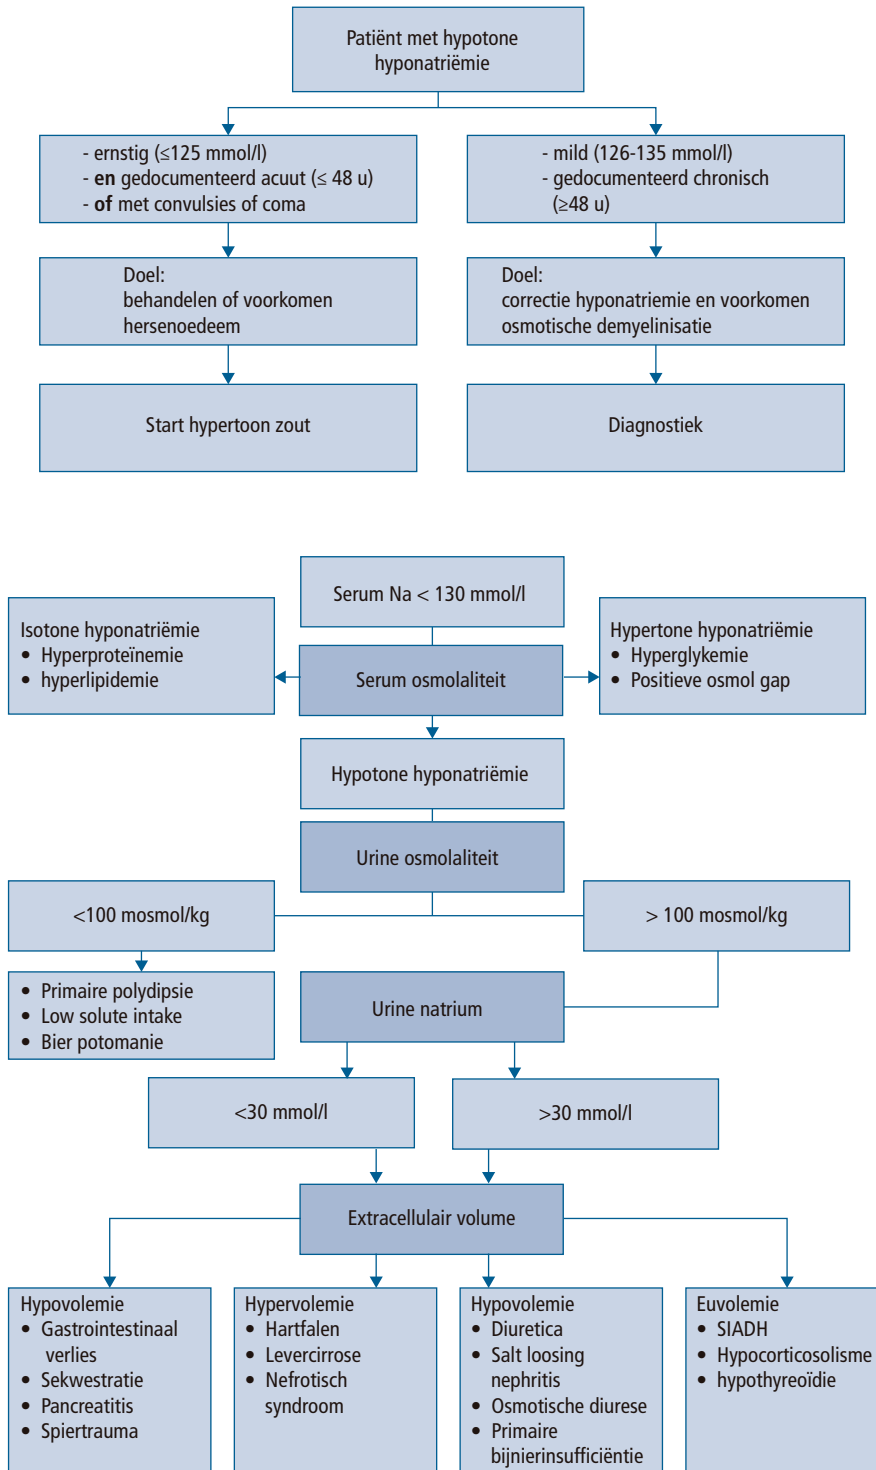 Patiënt met hypotone
hyponatriëmie
- ernstig (≤125 mmol/l)
- en gedocumenteerd acuut (≤ 48 u)
- of met convulsies of coma
- mild (126-135 mmol/l)
- gedocumenteerd chronisch
(≥48 u)
Doel:
behandelen of voorkomen
hersenoedeem
Doel:
correctie hyponatriemie en voorkomen
osmotische demyelinisatie
Start hypertoon zout
Diagnostiek
Serum Na < 130 mmol/l
Isotone hyponatriëmie
• Hyperproteïnemie
• hyperlipidemie
Serum osmolaliteit
Hypertone hyponatriëmie
• Hyperglykemie
• Positieve osmol gap
Hypotone hyponatriëmie
Urine osmolaliteit
<100 mosmol/kg
> 100 mosmol/kg
• Primaire polydipsie
• Low solute intake
• Bier potomanie
Urine natrium
<30 mmol/l
>30 mmol/l
Extracellulair volume
Hypovolemie
• Gastrointestinaal
verlies
• Sekwestratie
• Pancreatitis
• Spiertrauma
Hypervolemie
• Hartfalen
• Levercirrose
• Nefrotisch
syndroom
Hypovolemie
• Diuretica
• Salt loosing
nephritis
• Osmotische diurese
• Primaire
bijnierinsufficiëntie
Euvolemie
• SIADH
• Hypocorticosolisme
• hypothyreoïdie